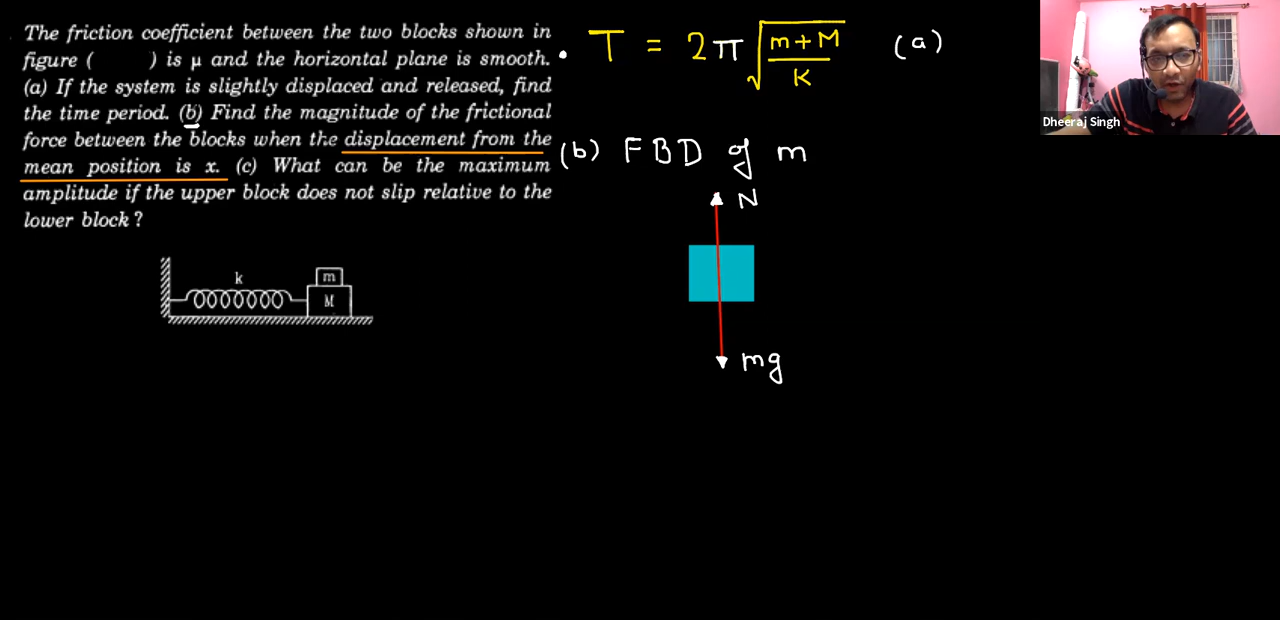 The friction coefficient between the two blocks shown in
figure ( ) is μ and the horizontal plane is smooth.
(a) If the system is slightly displaced and released, find
the time period. (b) Find the magnitude of the frictional
force between the blocks when the displacement from the
mean position is x. (c) What can be the maximum
amplitude if the upper block does not slip relative to the
lower block ?
k
m
M
T = 2π √((m+M)/K) (a)
(b) FBD of m
N
mg
Dheeraj Singh